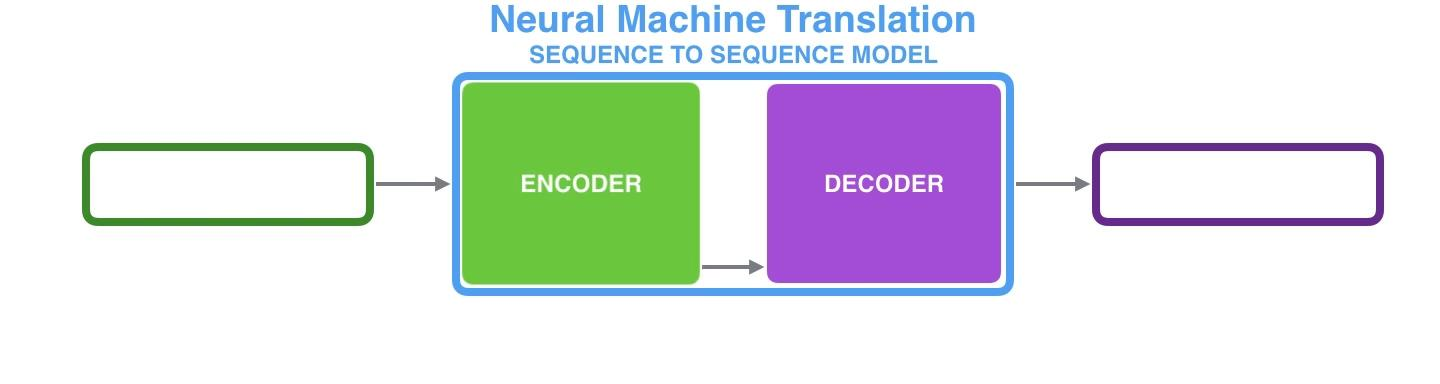 Neural Machine Translation
SEQUENCE TO SEQUENCE MODEL
ENCODER
DECODER